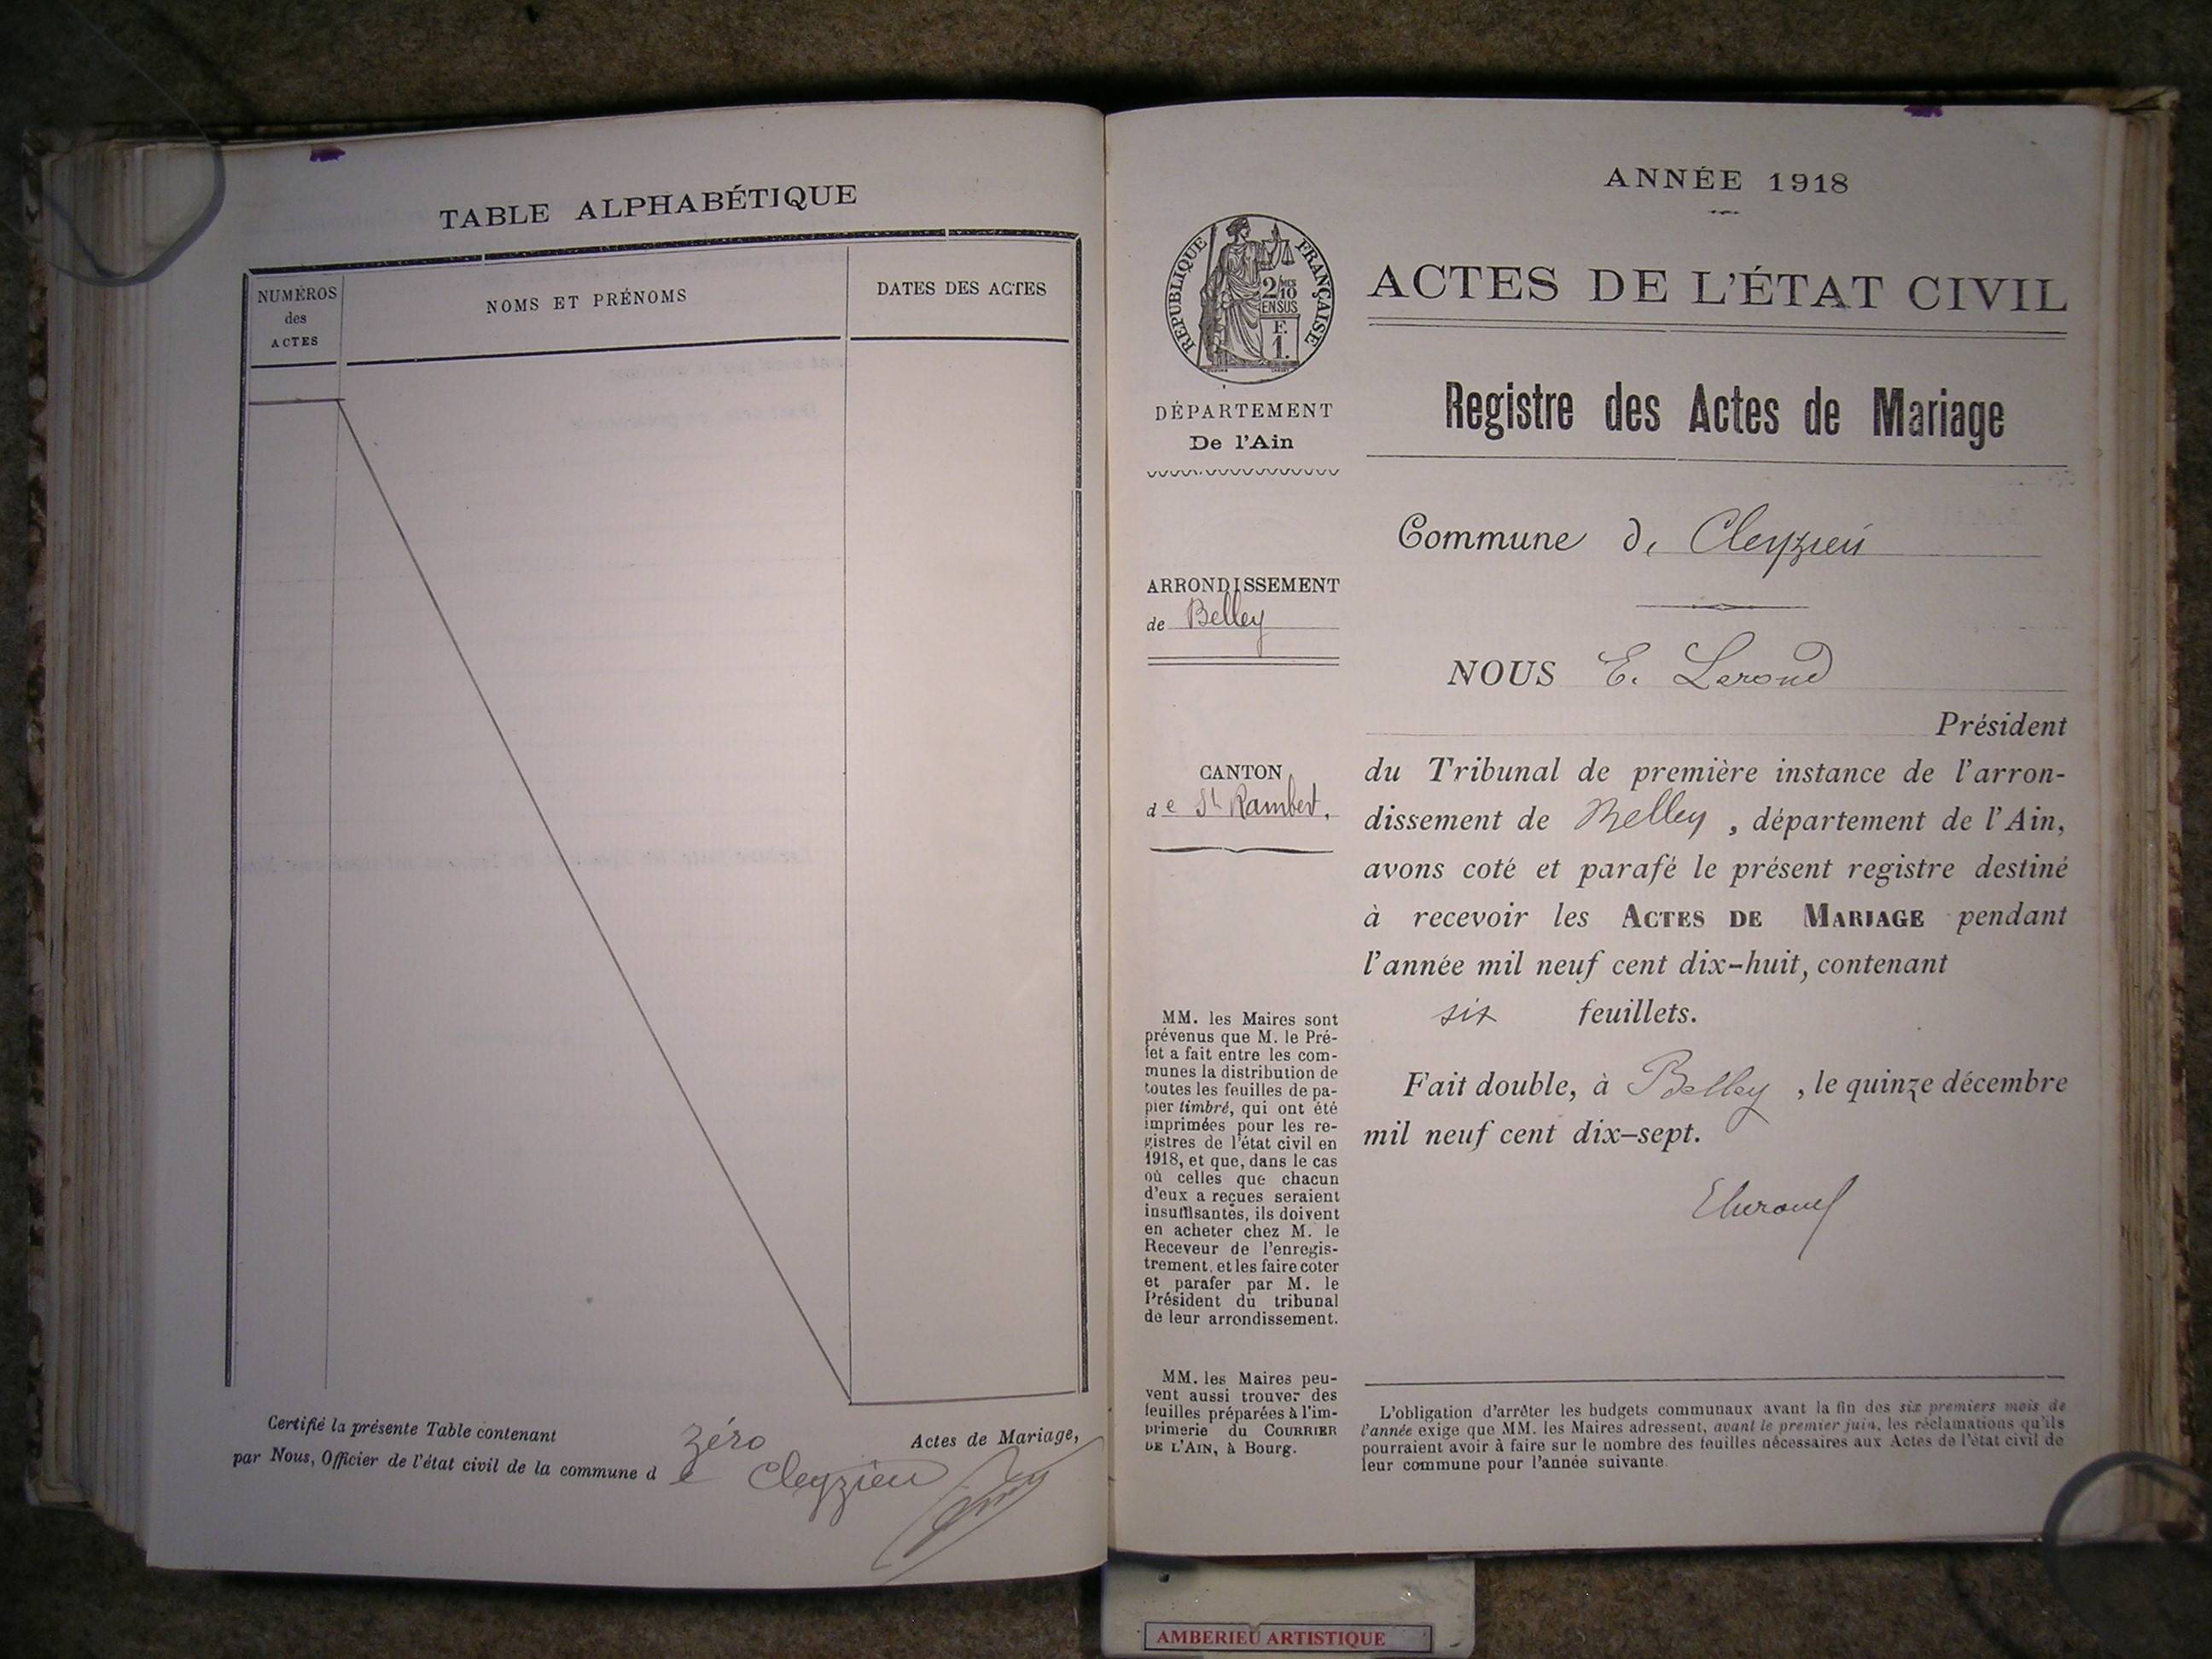 TABLE ALPHABÉTIQUE
NUMÉROS
des
ACTES
NOMS ET PRÉNOMS
DATES DES ACTES
Certifié la présente Table contenant zéro Actes de Mariage,
par Nous, Officier de l'état civil de la commune de Cleyzieu
ANNÉE 1918
RÉPUBLIQUE FRANÇAISE
2/10
EN SUS
F.
1.
ACTES DE L'ÉTAT CIVIL
DÉPARTEMENT
De l'Ain
Registre des Actes de Mariage
Commune de Cleyzieu
ARRONDISSEMENT
de Belley
NOUS E. Lerond
Président
CANTON
de St Rambert.
du Tribunal de première instance de l'arron-
dissement de Belley, département de l'Ain,
avons coté et parafé le présent registre destiné
à recevoir les ACTES DE MARIAGE pendant
l'année mil neuf cent dix-huit, contenant
six feuillets.
Fait double, à Belley, le quinze décembre
mil neuf cent dix-sept.
MM. les Maires sont
prévenus que M. le Pré-
fet a fait entre les com-
munes la distribution de
toutes les feuilles de pa-
pier timbré, qui ont été
imprimées pour les re-
gistres de l'état civil en
1918, et que, dans le cas
où celles que chacun
d'eux a reçues seraient
insuffisantes, ils doivent
en acheter chez M. le
Receveur de l'enregis-
trement, et les faire coter
et parafer par M. le
Président du tribunal
de leur arrondissement.
MM. les Maires peu-
vent aussi trouver des
feuilles préparées à l'im-
primerie du COURRIER
DE L'AIN, à Bourg.
L'obligation d'arrêter les budgets communaux avant la fin des six premiers mois de
l'année exige que MM. les Maires adressent, avant le premier juin, les réclamations qu'ils
pourraient avoir à faire sur le nombre des feuilles nécessaires aux Actes de l'état civil de
leur commune pour l'année suivante.
AMBERIEU ARTISTIQUE